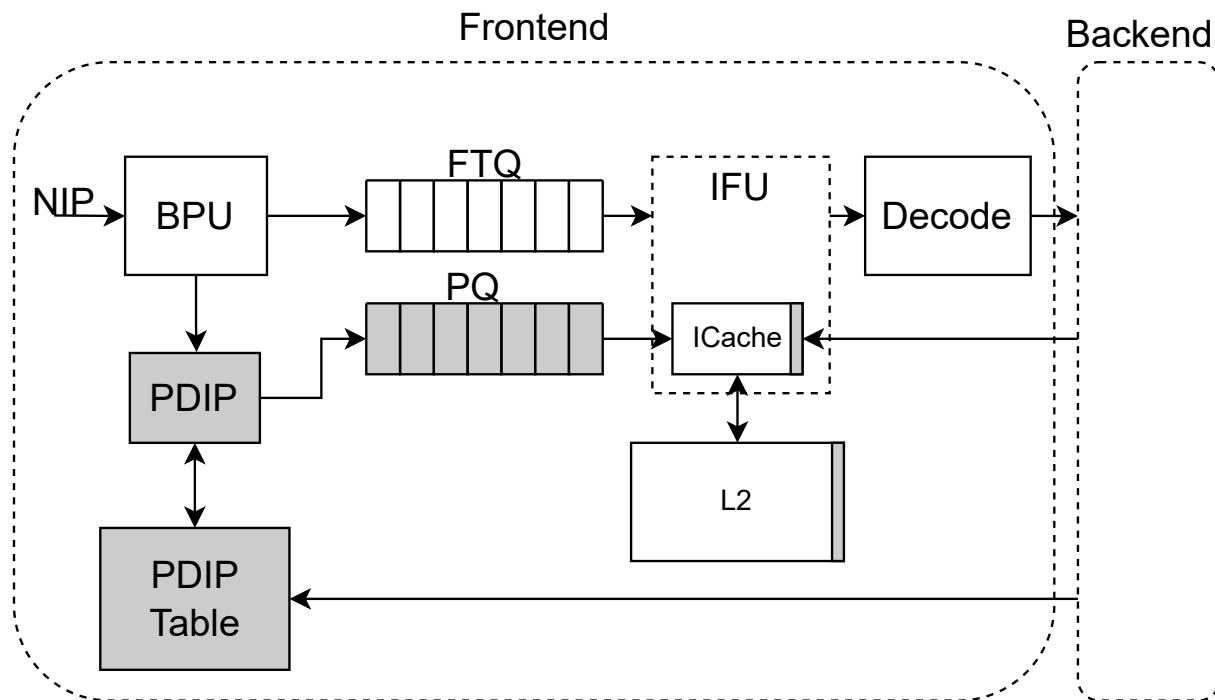 Frontend
Backend
NIP
BPU
FTQ
IFU
Decode
PQ
ICache
PDIP
L2
PDIP
Table